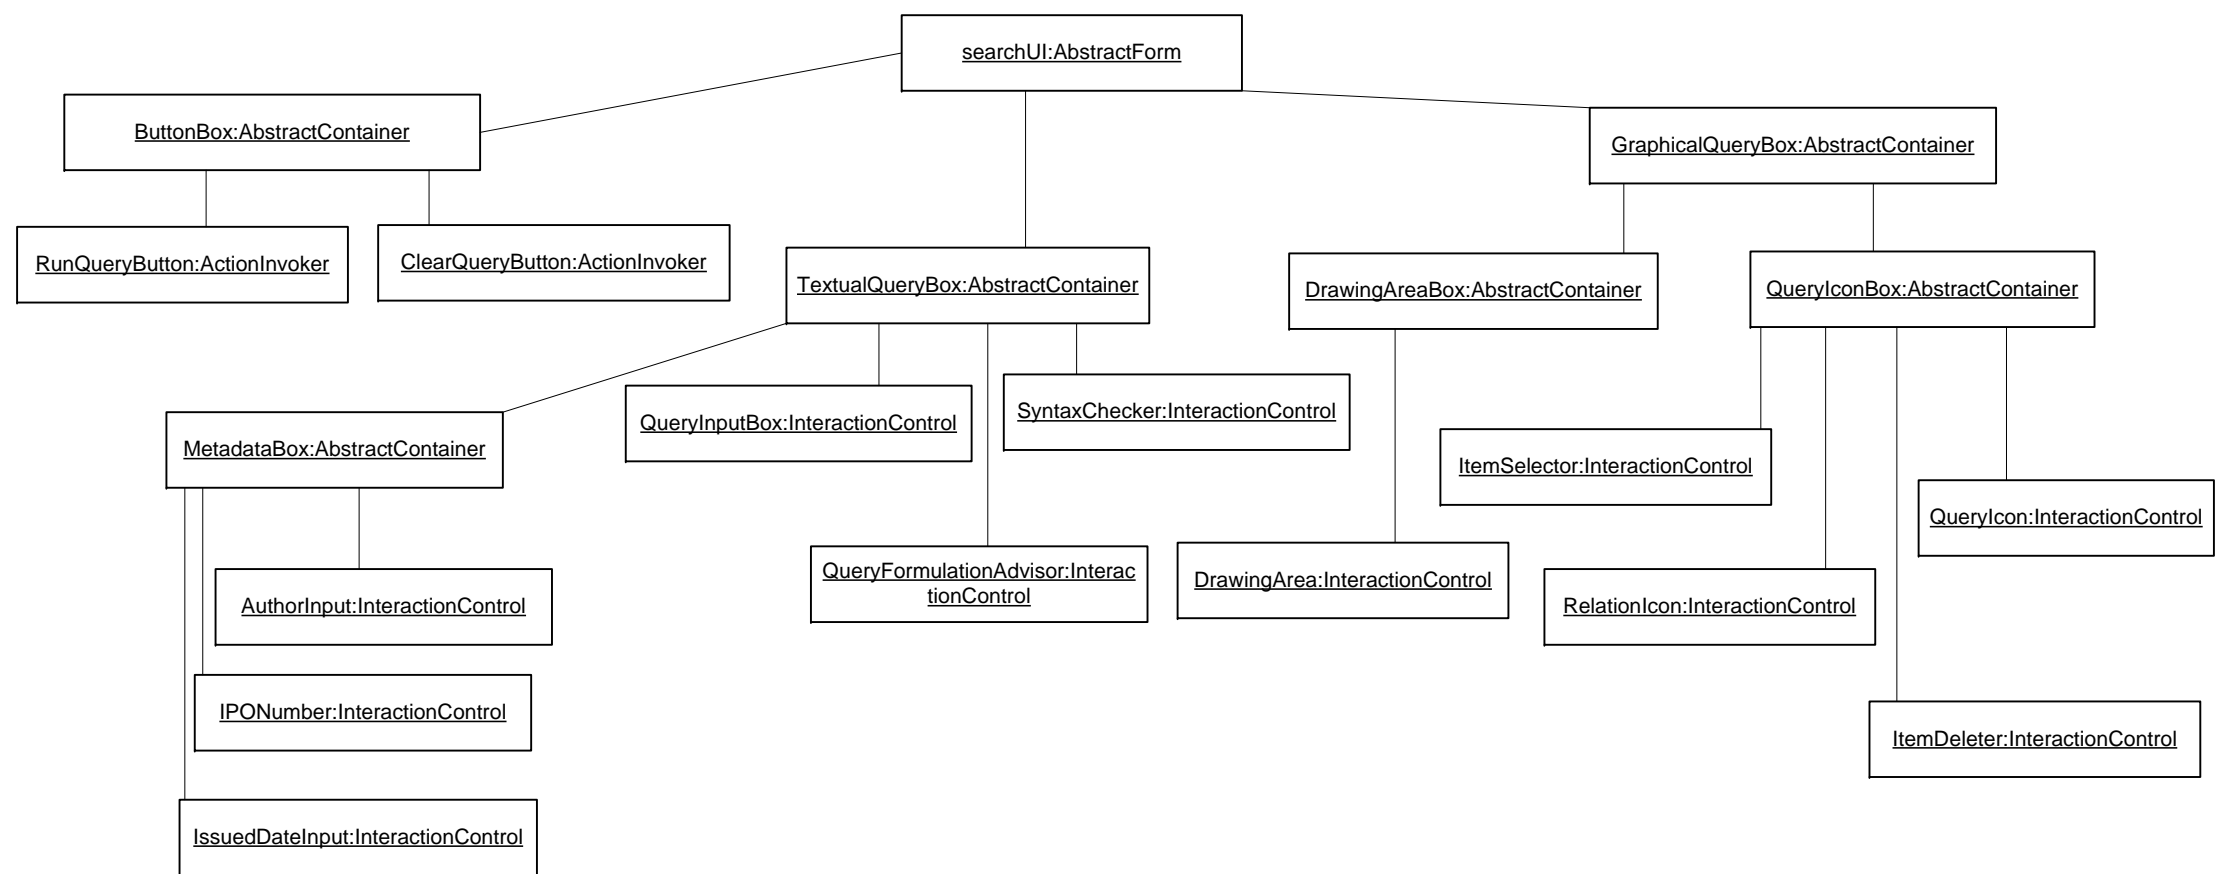 searchUI:AbstractForm
ButtonBox:AbstractContainer
GraphicalQueryBox:AbstractContainer
RunQueryButton:ActionInvoker
ClearQueryButton:ActionInvoker
TextualQueryBox:AbstractContainer
DrawingAreaBox:AbstractContainer
QueryIconBox:AbstractContainer
MetadataBox:AbstractContainer
QueryInputBox:InteractionControl
SyntaxChecker:InteractionControl
ItemSelector:InteractionControl
QueryIcon:InteractionControl
QueryFormulationAdvisor:Interac
tionControl
DrawingArea:InteractionControl
RelationIcon:InteractionControl
AuthorInput:InteractionControl
IPONumber:InteractionControl
ItemDeleter:InteractionControl
IssuedDateInput:InteractionControl